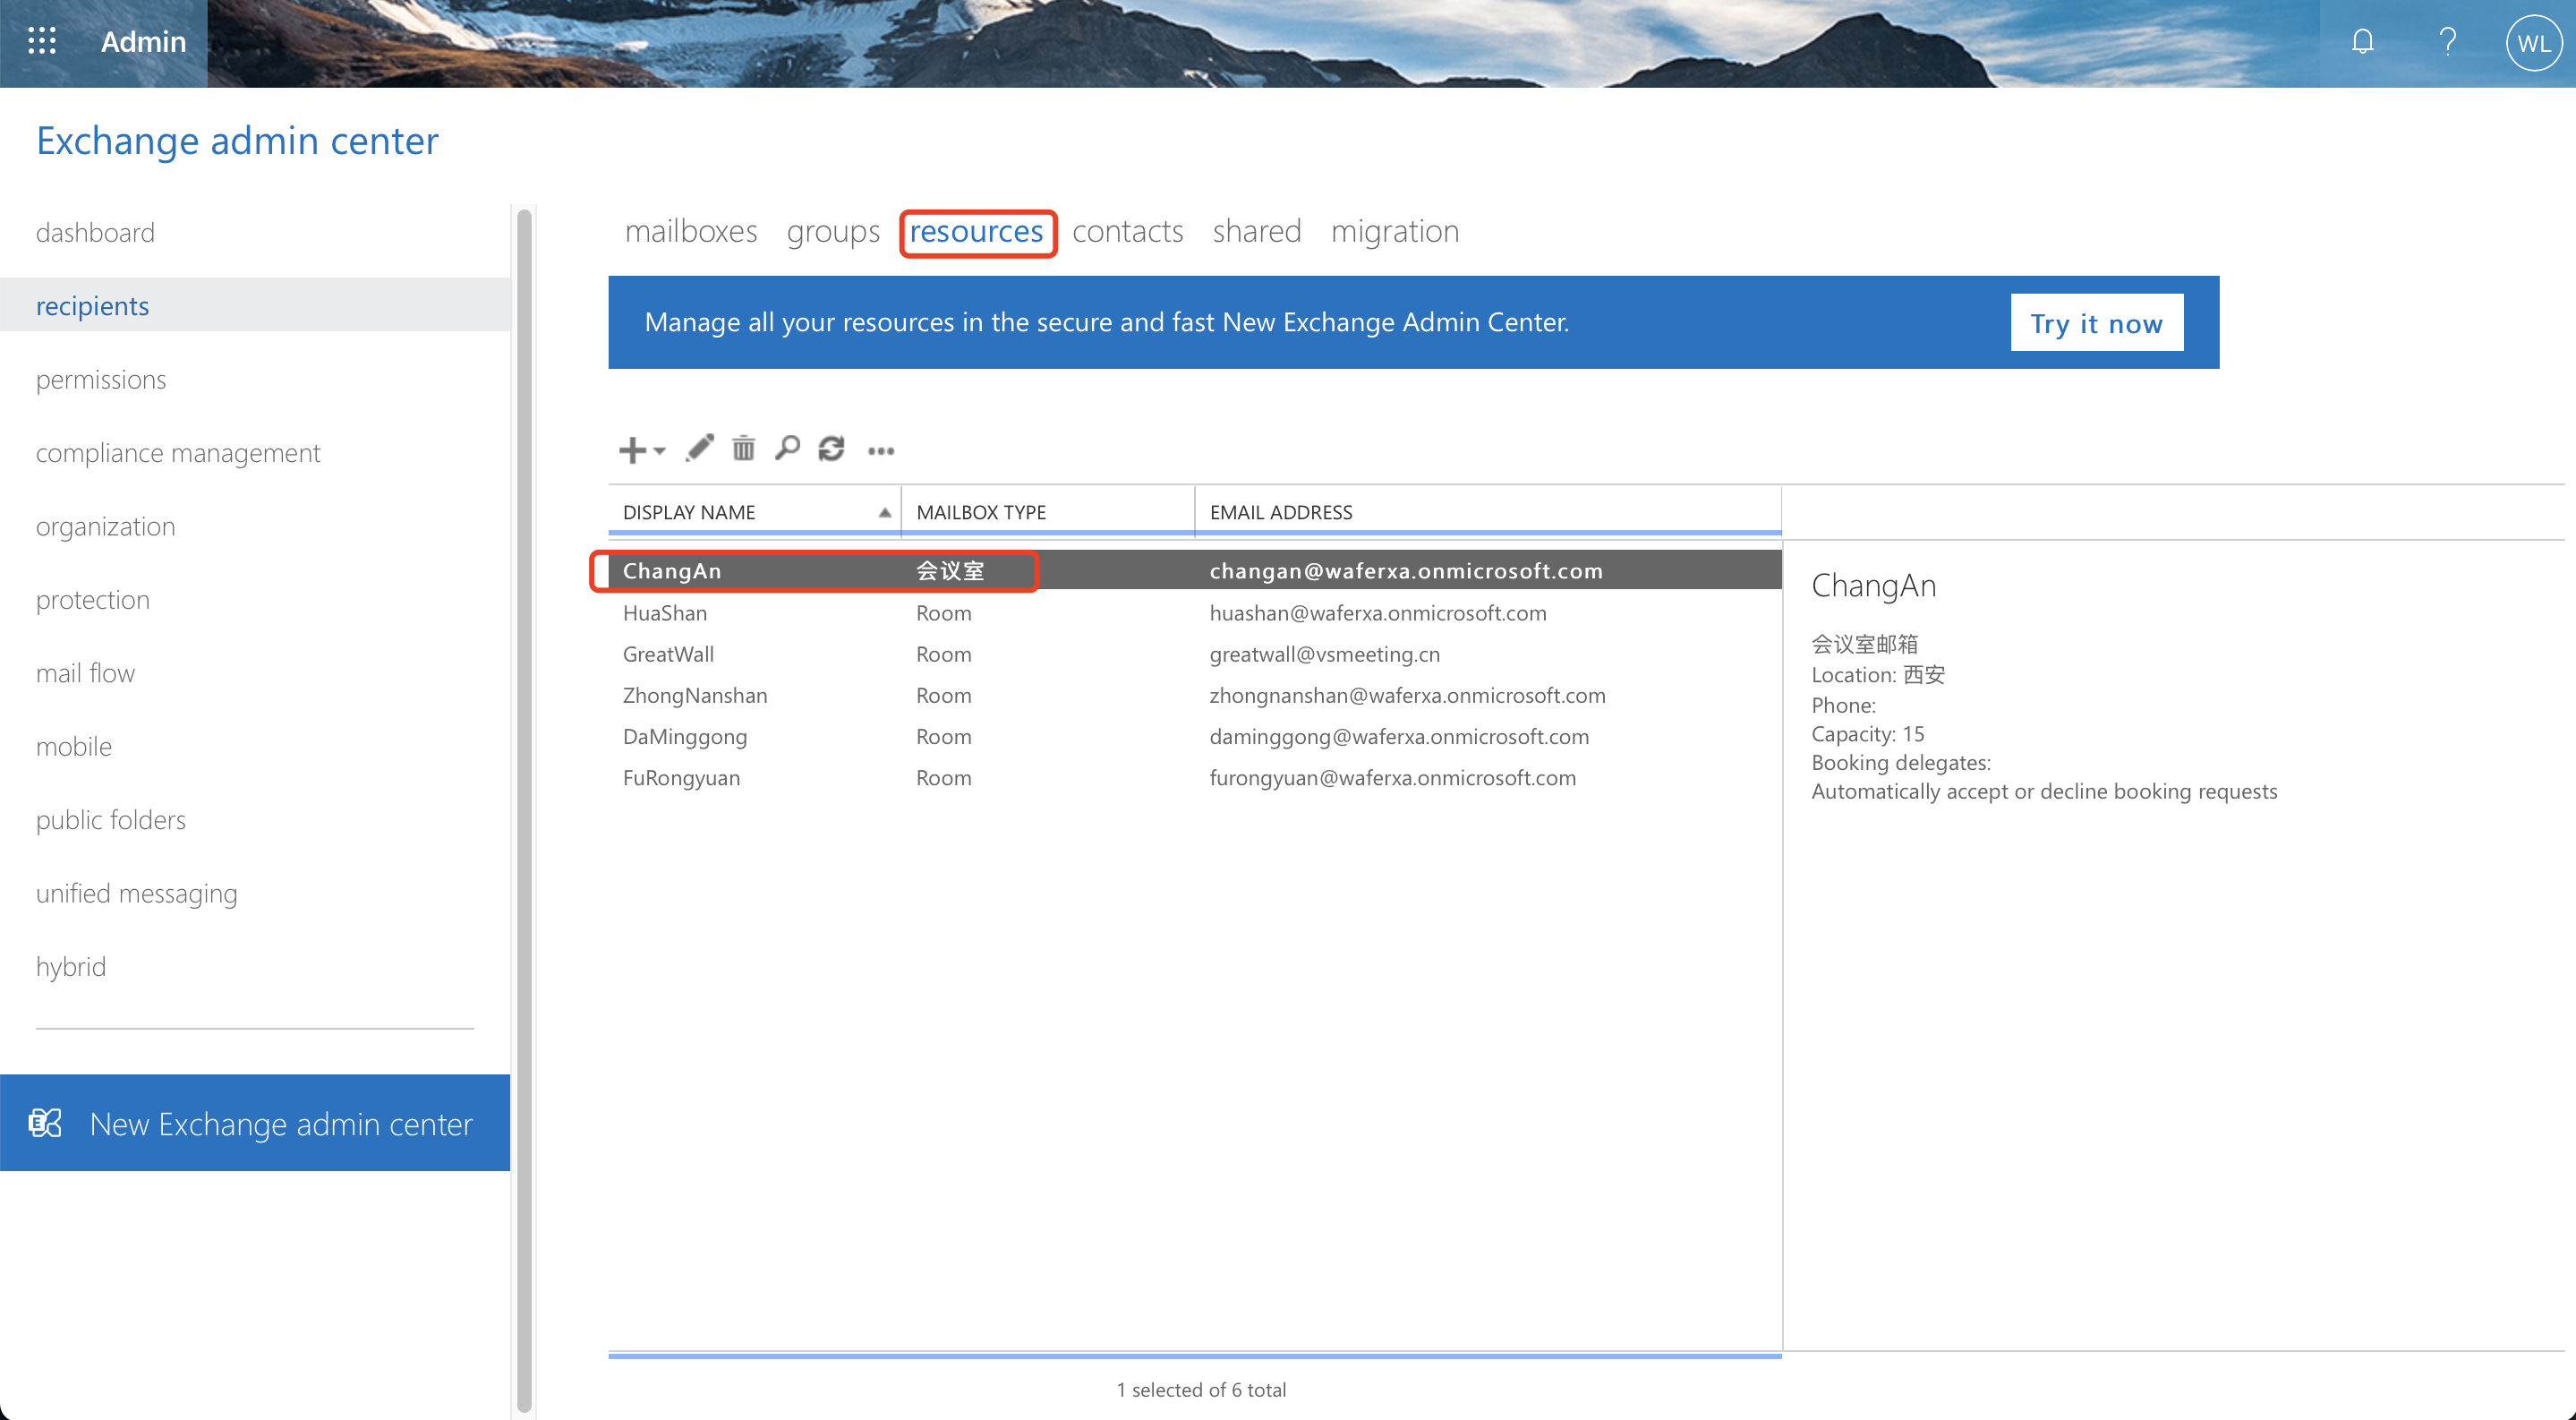 Admin
WL
Exchange admin center
dashboard
recipients
permissions
compliance management
organization
protection
mail flow
mobile
public folders
unified messaging
hybrid
New Exchange admin center
mailboxes groups resources contacts shared migration
Manage all your resources in the secure and fast New Exchange Admin Center.
Try it now
DISPLAY NAME MAILBOX TYPE EMAIL ADDRESS
ChangAn 会议室 changan@waferxa.onmicrosoft.com
HuaShan Room huashan@waferxa.onmicrosoft.com
GreatWall Room greatwall@vsmeeting.cn
ZhongNanshan Room zhongnanshan@waferxa.onmicrosoft.com
DaMinggong Room daminggong@waferxa.onmicrosoft.com
FuRongyuan Room furongyuan@waferxa.onmicrosoft.com
ChangAn
会议室邮箱
Location: 西安
Phone:
Capacity: 15
Booking delegates:
Automatically accept or decline booking requests
1 selected of 6 total